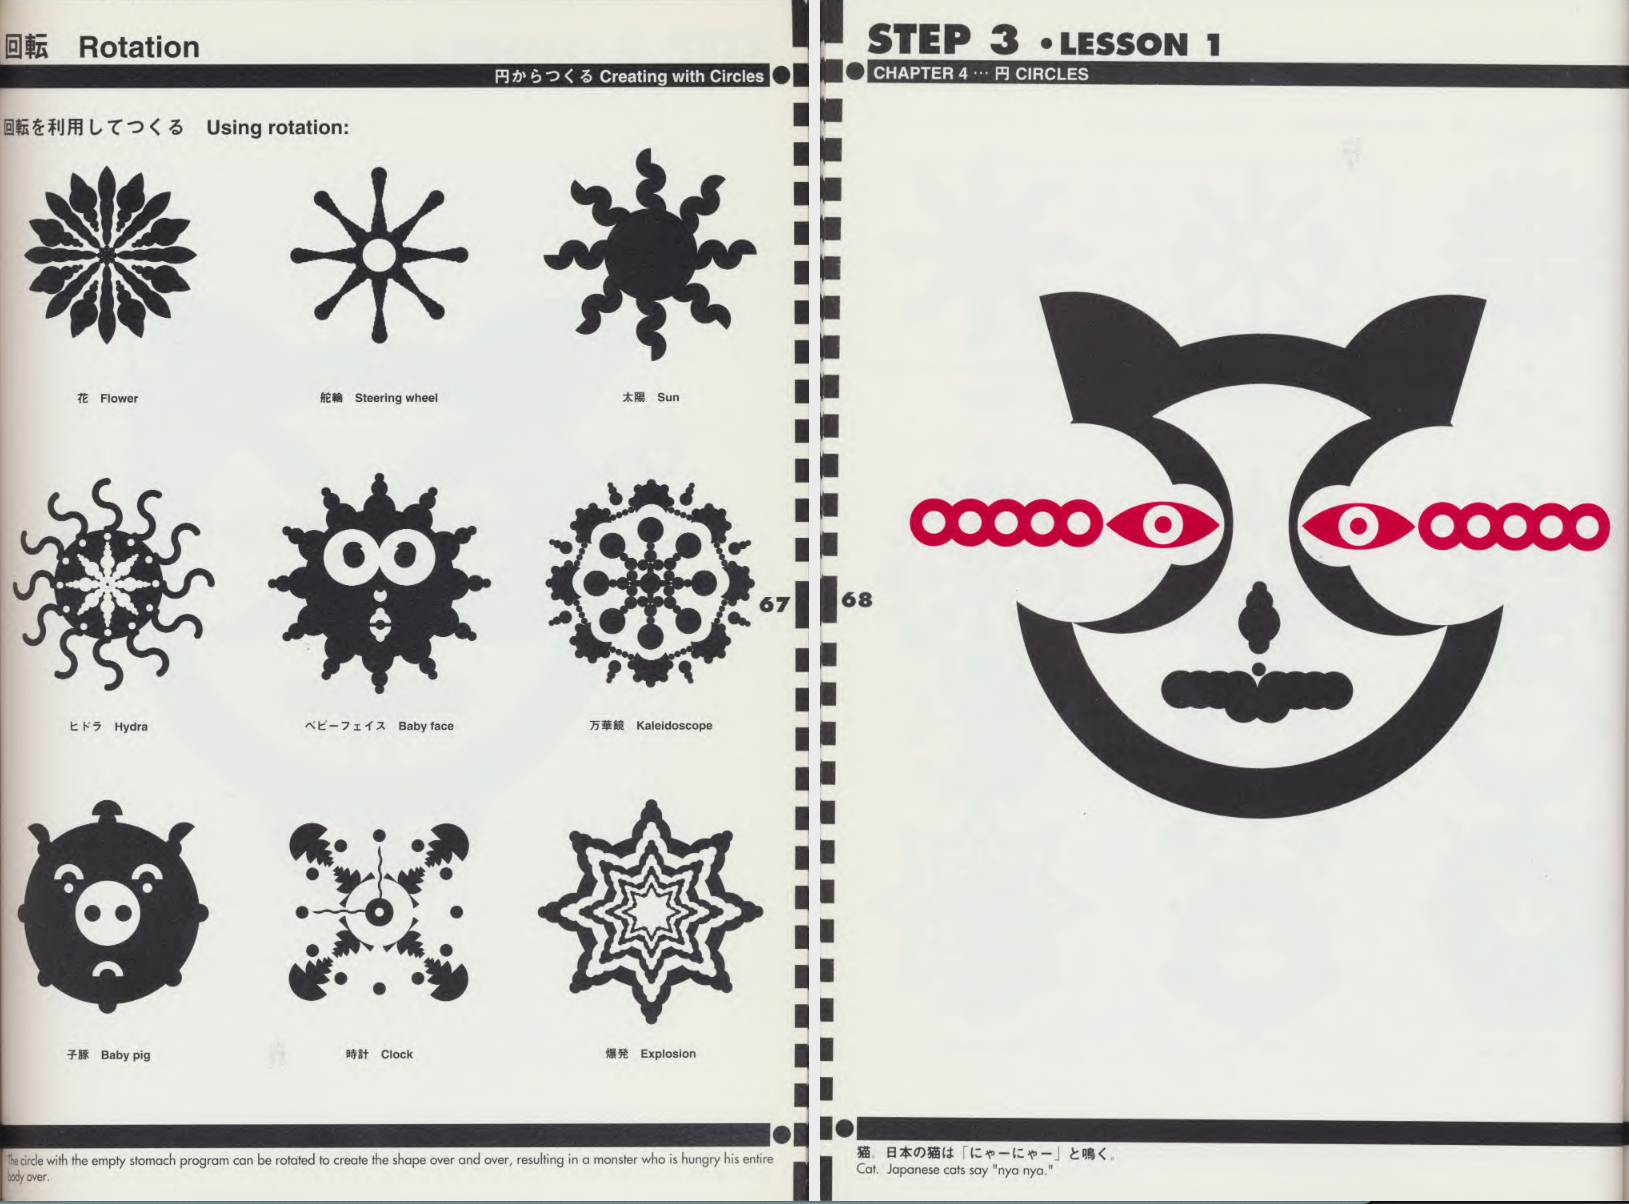 回転 Rotation
円からつくる Creating with Circles
回転を利用してつくる Using rotation:
花 Flower
舵輪 Steering wheel
太陽 Sun
ヒドラ Hydra
ベビーフェイス Baby face
万華鏡 Kaleidoscope
67
子豚 Baby pig
時計 Clock
爆発 Explosion
The circle with the empty stomach program can be rotated to create the shape over and over, resulting in a monster who is hungry his entire
body over.
STEP 3 • LESSON 1
CHAPTER 4 … 円 CIRCLES
68
猫。日本の猫は「にゃーにゃー」と鳴く。
Cat. Japanese cats say "nya nya."